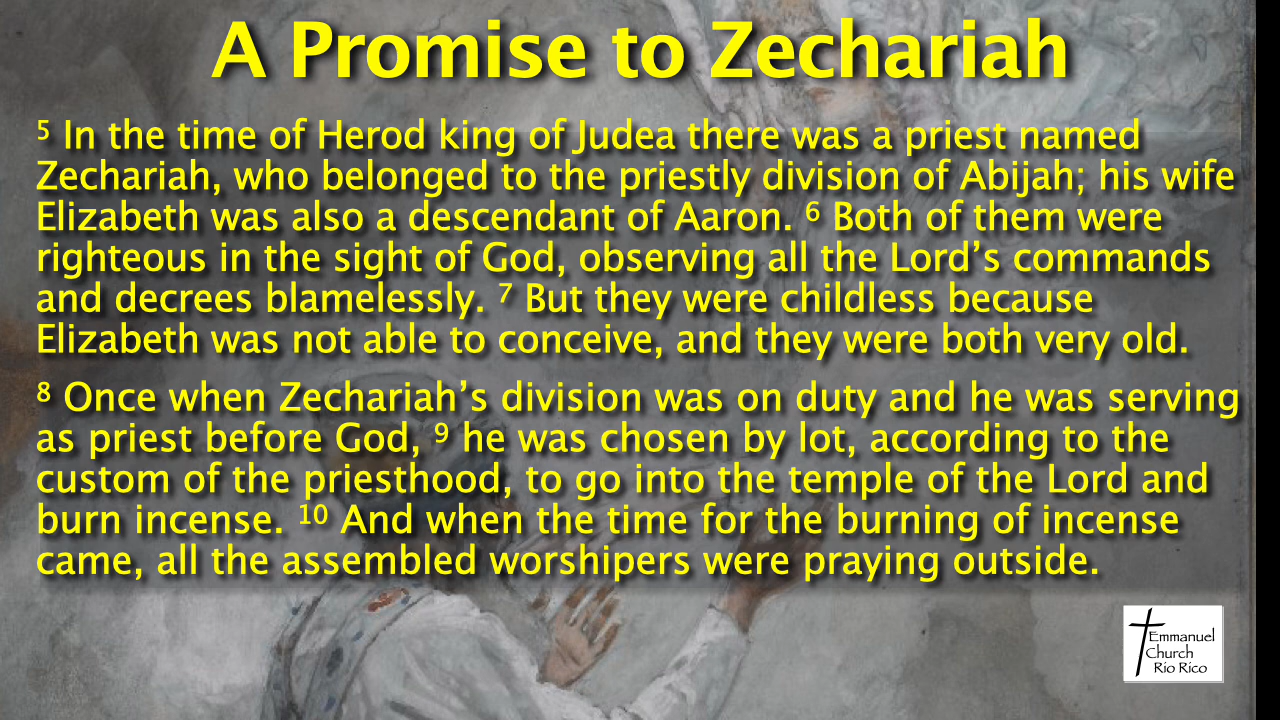 A Promise to Zechariah
⁵ In the time of Herod king of Judea there was a priest named
Zechariah, who belonged to the priestly division of Abijah; his wife
Elizabeth was also a descendant of Aaron. ⁶ Both of them were
righteous in the sight of God, observing all the Lord’s commands
and decrees blamelessly. ⁷ But they were childless because
Elizabeth was not able to conceive, and they were both very old.
⁸ Once when Zechariah’s division was on duty and he was serving
as priest before God, ⁹ he was chosen by lot, according to the
custom of the priesthood, to go into the temple of the Lord and
burn incense. ¹⁰ And when the time for the burning of incense
came, all the assembled worshipers were praying outside.
Emmanuel
Church
Rio Rico